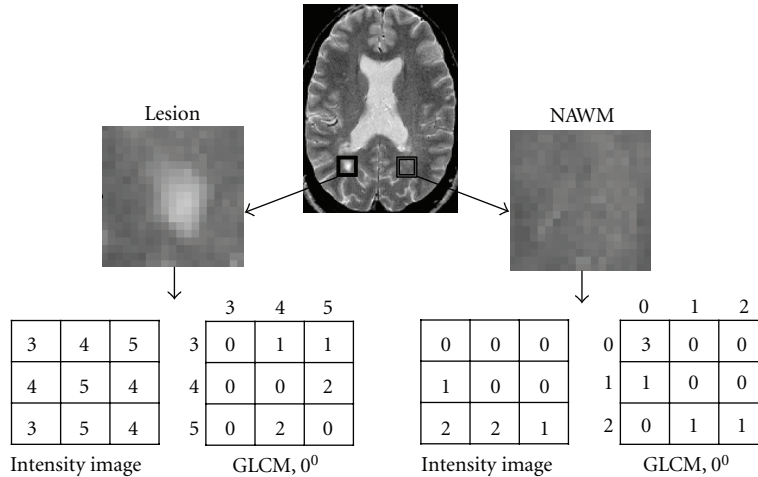 Lesion
NAWM
3 4 5
0 1 2
3 4 5
3 0 1 1
0 0 0
0 3 0 0
4 5 4
4 0 0 2
1 0 0
1 1 0 0
3 5 4
5 0 2 0
2 2 1
2 0 1 1
Intensity image
GLCM, 0⁰
Intensity image
GLCM, 0⁰